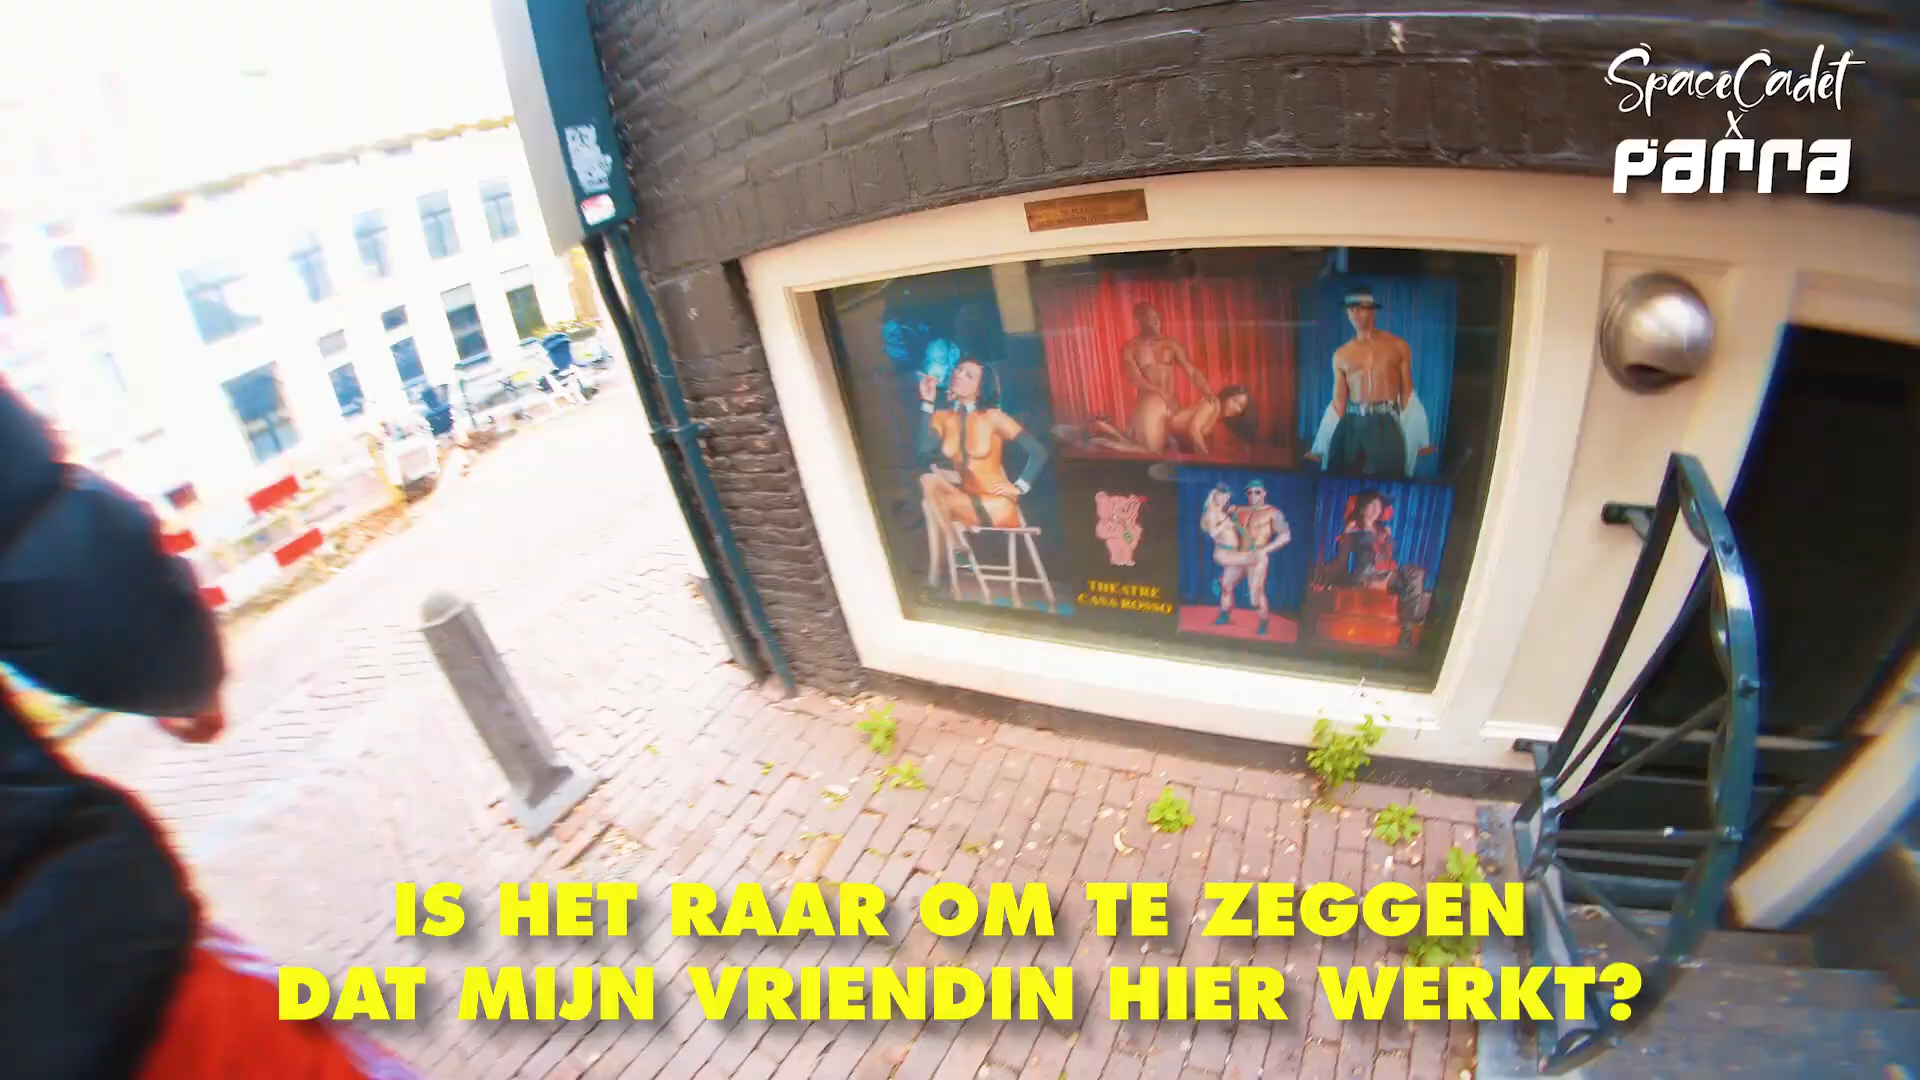 SpaceCadet
x
Parra
THEATRE
CASA ROSSO
IS HET RAAR OM TE ZEGGEN
DAT MIJN VRIENDIN HIER WERKT?